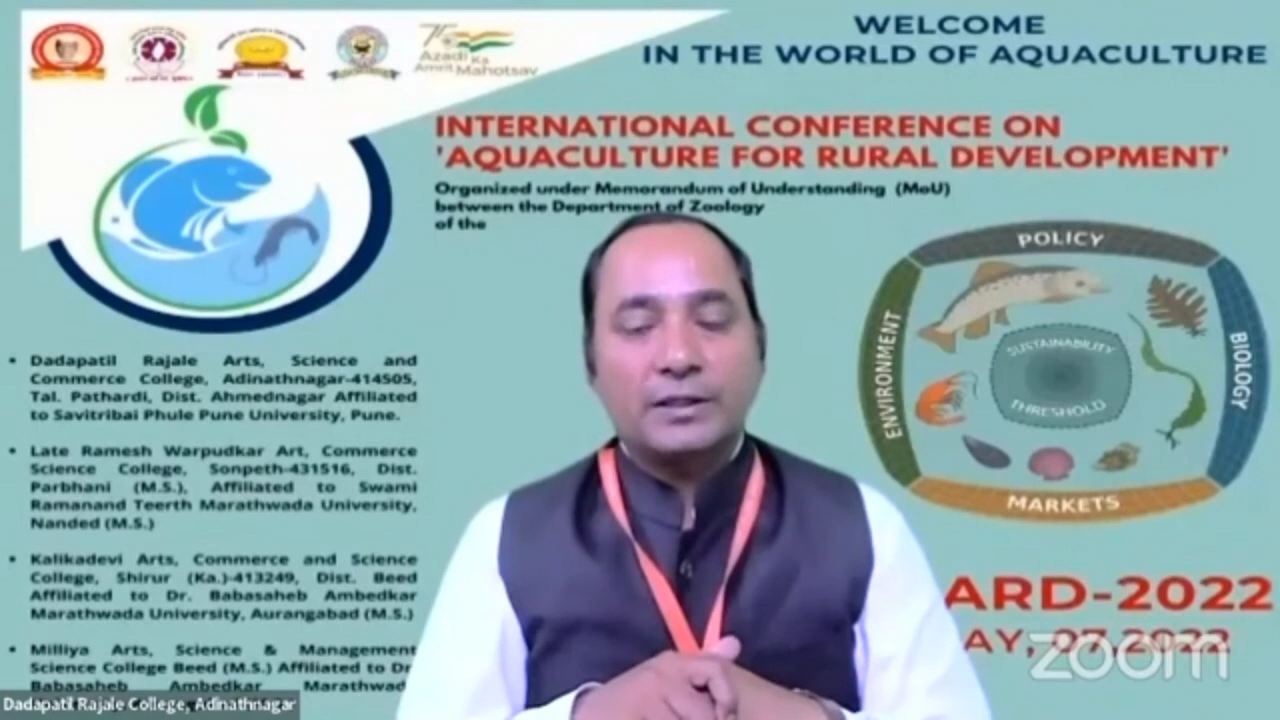 WELCOME
IN THE WORLD OF AQUACULTURE
75
Azadi
Ka
Amrit Mahotsav
INTERNATIONAL CONFERENCE ON
'AQUACULTURE FOR RURAL DEVELOPMENT'
Organized under Memorandum of Understanding (MoU)
between the Department of Zoology
of the
POLICY
ENVIRONMENT
BIOLOGY
SUSTAINABILITY
THRESHOLD
MARKETS
• Dadapatil Rajale Arts, Science and
Commerce College, Adinathnagar-414505,
Tal. Pathardi, Dist. Ahmednagar Affiliated
to Savitribai Phule Pune University, Pune.
• Late Ramesh Warpudkar Art, Commerce
Science College, Sonpeth-431516, Dist.
Parbhani (M.S.), Affiliated to Swami
Ramanand Teerth Marathwada University,
Nanded (M.S.)
• Kalikadevi Arts, Commerce and Science
College, Shirur (Ka.)-413249, Dist. Beed
Affiliated to Dr. Babasaheb Ambedkar
Marathwada University, Aurangabad (M.S.)
• Milliya Arts, Science & Management
Science College Beed (M.S.) Affiliated to Dr
Babasaheb Ambedkar Marathwad
ARD-2022
AY, 07,2022
zoom
Dadapatil Rajale College, Adinathnagar